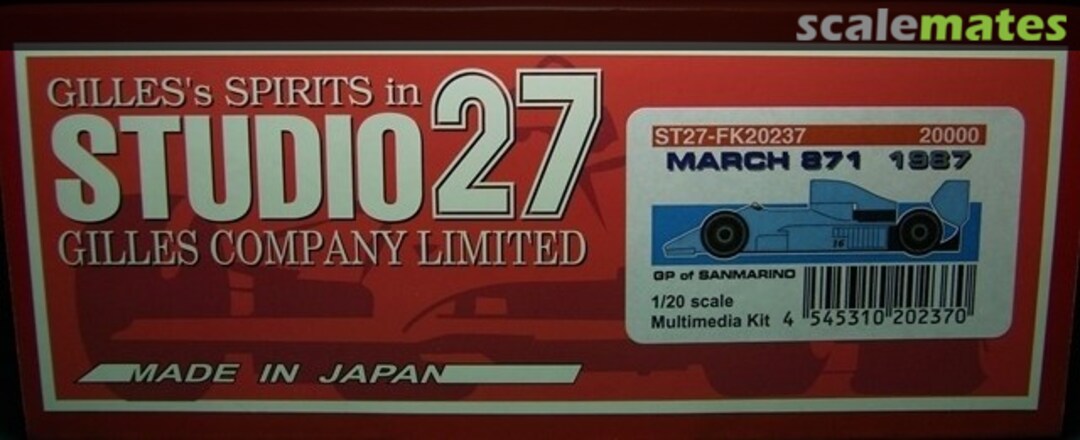 scalemates
GILLES's SPIRITS in
STUDIO27
GILLES COMPANY LIMITED
MADE IN JAPAN
ST27-FK20237 20000
MARCH 871 1987
16
GP of SANMARINO
1/20 scale
Multimedia Kit 4 545310 202370